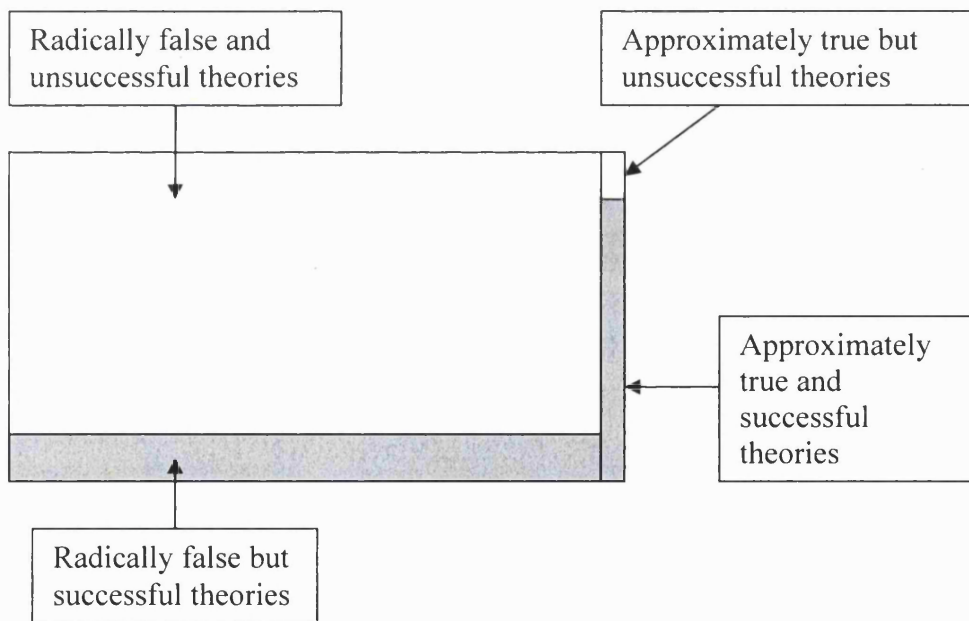 Radically false and
unsuccessful theories
Approximately true but
unsuccessful theories
Approximately
true and
successful
theories
Radically false but
successful theories